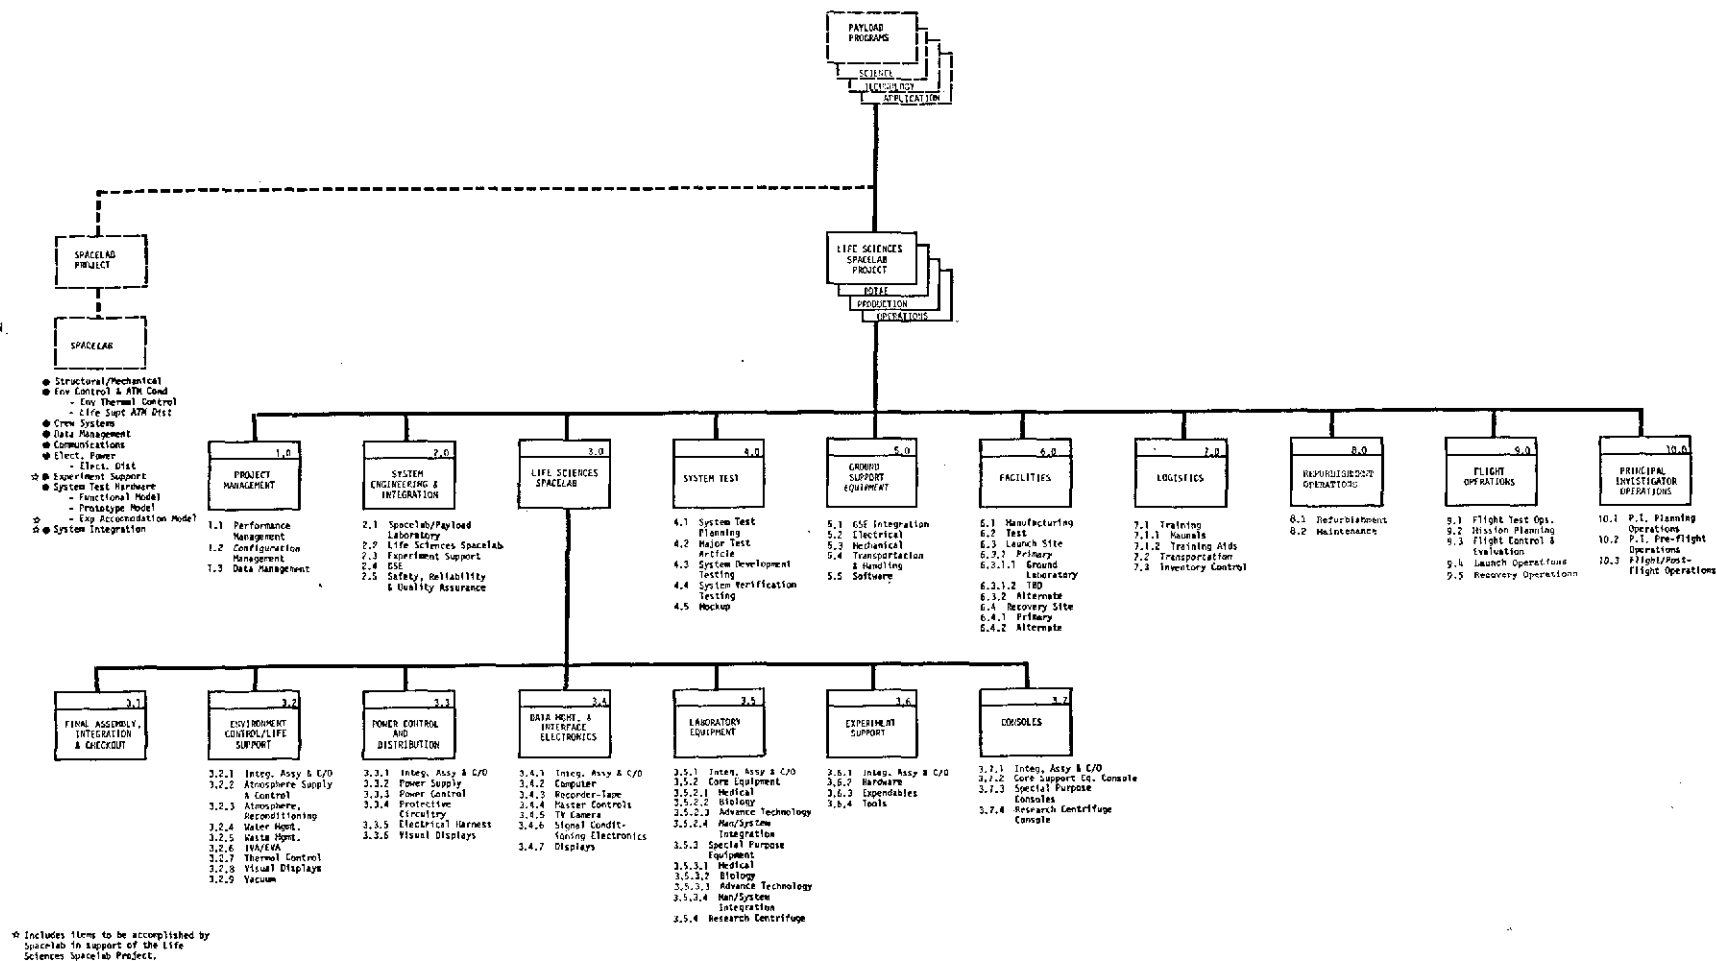 PAYLOAD
PROGRAMS
SCIENCE
TECHNOLOGY
APPLICATION
SPACELAB
PROJECT
LIFE SCIENCES
SPACELAB
PROJECT
RDT&E
PRODUCTION
OPERATIONS
SPACELAB
● Structural/Mechanical
● Env Control & ATM Cond
- Env Thermal Control
- Life Supt ATM Dist
● Crew Systems
● Data Management
● Communications
● Elect. Power
- Elect. Dist
☆ ● Experiment Support
● System Test Hardware
- Functional Model
- Prototype Model
☆ - Exp Accomodation Model
☆ ● System Integration
1.0
PROJECT
MANAGEMENT
1.1 Performance
Management
1.2 Configuration
Management
1.3 Data Management
2.0
SYSTEM
ENGINEERING &
INTEGRATION
2.1 Spacelab/Payload
Laboratory
2.2 Life Sciences Spacelab
2.3 Experiment Support
2.4 GSE
2.5 Safety, Reliability
& Quality Assurance
3.0
LIFE SCIENCES
SPACELAB
4.0
SYSTEM TEST
4.1 System Test
Planning
4.2 Major Test
Article
4.3 System Development
Testing
4.4 System Verification
Testing
4.5 Mockup
5.0
GROUND
SUPPORT
EQUIPMENT
5.1 GSE Integration
5.2 Electrical
5.3 Mechanical
5.4 Transportation
& Handling
5.5 Software
6.0
FACILITIES
6.1 Manufacturing
6.2 Test
6.3 Launch Site
6.3.1 Primary
6.3.1.1 Ground
Laboratory
6.3.1.2 TBD
6.3.2 Alternate
6.4 Recovery Site
6.4.1 Primary
6.4.2 Alternate
7.0
LOGISTICS
7.1 Training
7.1.1 Maunals
7.1.2 Training Aids
7.2 Transportation
7.3 Inventory Control
8.0
REFURBISHMENT
OPERATIONS
8.1 Refurbishment
8.2 Maintenance
9.0
FLIGHT
OPERATIONS
9.1 Flight Test Ops.
9.2 Mission Planning
9.3 Flight Control &
Evaluation
9.4 Launch Operations
9.5 Recovery Operations
10.0
PRINCIPAL
INVESTIGATOR
OPERATIONS
10.1 P.I. Planning
Operations
10.2 P.I. Pre-flight
Operations
10.3 Flight/Post-
Flight Operations
3.1
FINAL ASSEMBLY,
INTEGRATION
& CHECKOUT
3.2
ENVIRONMENT
CONTROL/LIFE
SUPPORT
3.2.1 Integ. Assy & C/O
3.2.2 Atmosphere Supply
& Control
3.2.3 Atmosphere,
Reconditioning
3.2.4 Water Mgmt.
3.2.5 Waste Mgmt.
3.2.6 IVA/EVA
3.2.7 Thermal Control
3.2.8 Visual Displays
3.2.9 Vacuum
3.3
POWER CONTROL
AND
DISTRIBUTION
3.3.1 Integ. Assy & C/O
3.3.2 Power Supply
3.3.3 Power Control
3.3.4 Protective
Circuitry
3.3.5 Electrical Harness
3.3.6 Visual Displays
3.4
DATA MGMT. &
INTERFACE
ELECTRONICS
3.4.1 Integ. Assy & C/O
3.4.2 Computer
3.4.3 Recorder-Tape
3.4.4 Master Controls
3.4.5 TV Camera
3.4.6 Signal Condit-
ioning Electronics
3.4.7 Displays
3.5
LABORATORY
EQUIPMENT
3.5.1 Integ. Assy & C/O
3.5.2 Core Equipment
3.5.2.1 Medical
3.5.2.2 Biology
3.5.2.3 Advance Technology
3.5.2.4 Man/System
Integration
3.5.3 Special Purpose
Equipment
3.5.3.1 Medical
3.5.3.2 Biology
3.5.3.3 Advance Technology
3.5.3.4 Man/System
Integration
3.5.4 Research Centrifuge
3.6
EXPERIMENT
SUPPORT
3.6.1 Integ. Assy & C/O
3.6.2 Hardware
3.6.3 Expendables
3.6.4 Tools
3.7
CONSOLES
3.7.1 Integ. Assy & C/O
3.7.2 Core Support Eq. Console
3.7.3 Special Purpose
Consoles
3.7.4 Research Centrifuge
Console
☆ Includes items to be accomplished by
Spacelab in support of the Life
Sciences Spacelab Project.